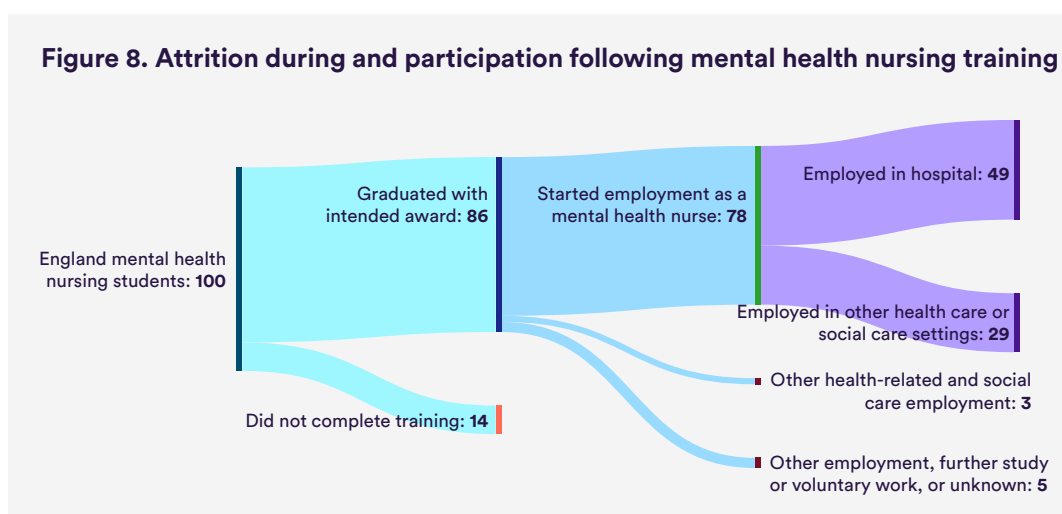 Figure 8. Attrition during and participation following mental health nursing training
England mental health
nursing students: 100
Graduated with
intended award: 86
Did not complete training: 14
Started employment as a
mental health nurse: 78
Employed in hospital: 49
Employed in other health care or
social care settings: 29
Other health-related and social
care employment: 3
Other employment, further study
or voluntary work, or unknown: 5